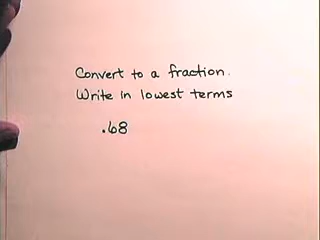 Convert to a fraction.
Write in lowest terms
.68